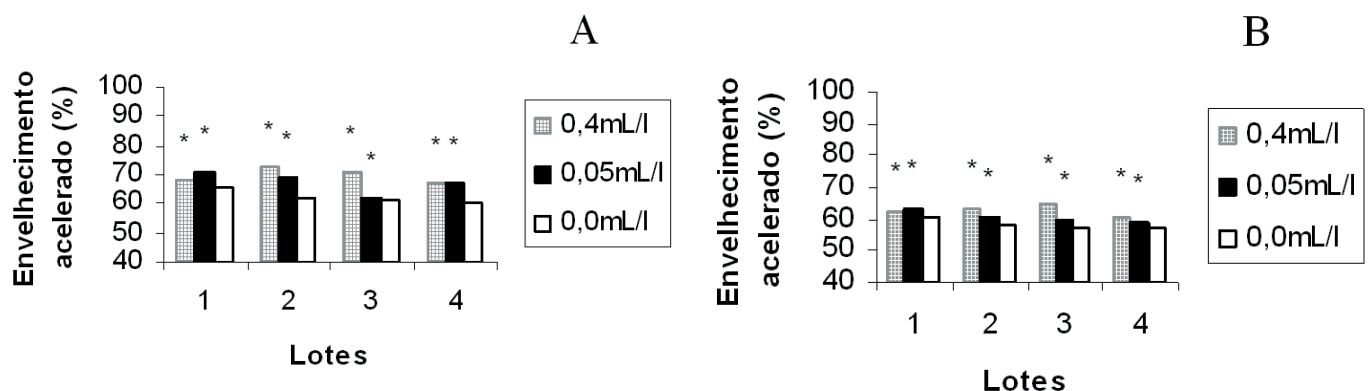 A
Envelhecimento
acelerado (%)
100
90
80
70
60
50
40
* * * * * * * *
1 2 3 4
Lotes
0,4mL/l
0,05mL/l
0,0mL/l
B
Envelhecimento
acelerado (%)
100
90
80
70
60
50
40
* * * * * * * *
1 2 3 4
Lotes
0,4mL/l
0,05mL/l
0,0mL/l